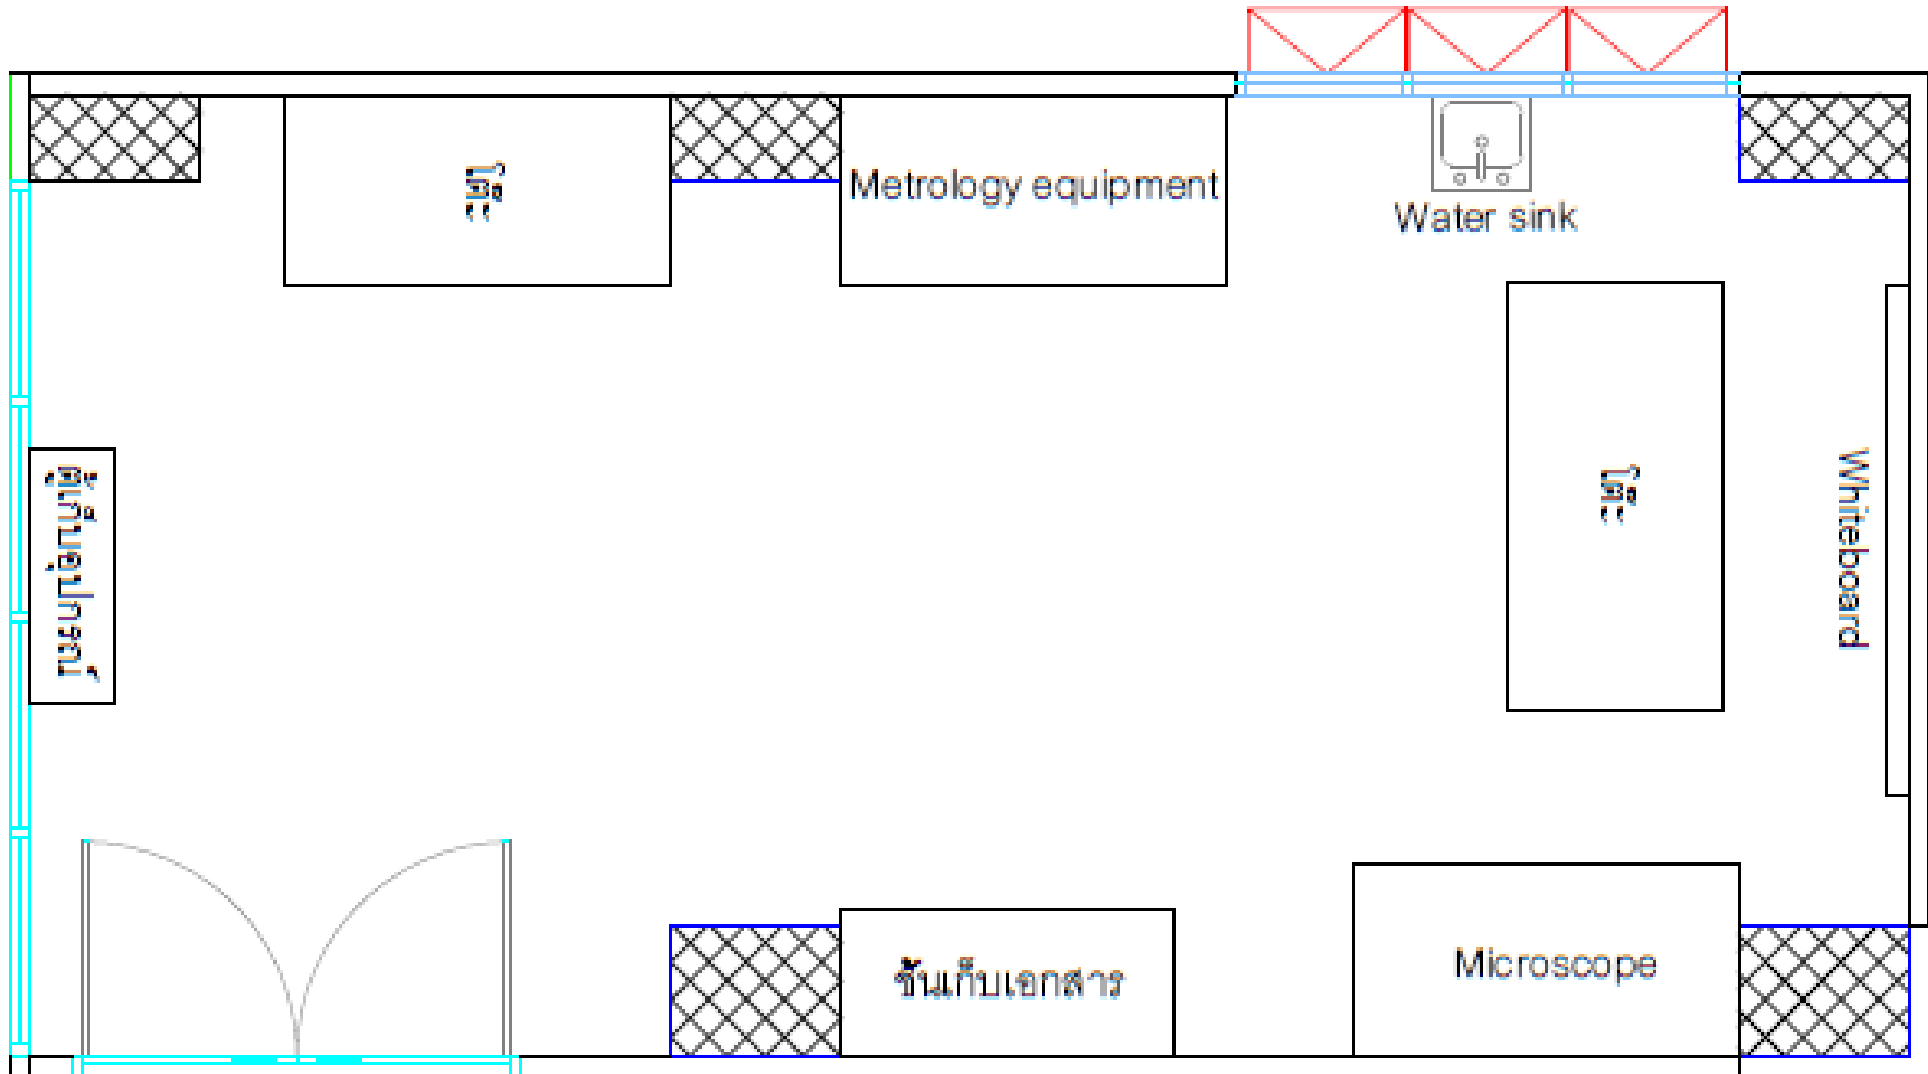 โต๊ะ
Metrology equipment
Water sink
ตู้เก็บอุปกรณ์
โต๊ะ
Whiteboard
ชั้นเก็บเอกสาร
Microscope